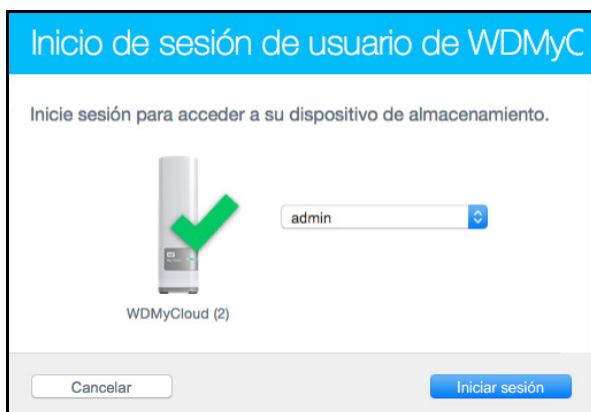 Inicio de sesión de usuario de WDMyC
Inicie sesión para acceder a su dispositivo de almacenamiento.
admin
WDMyCloud (2)
Cancelar
Iniciar sesión